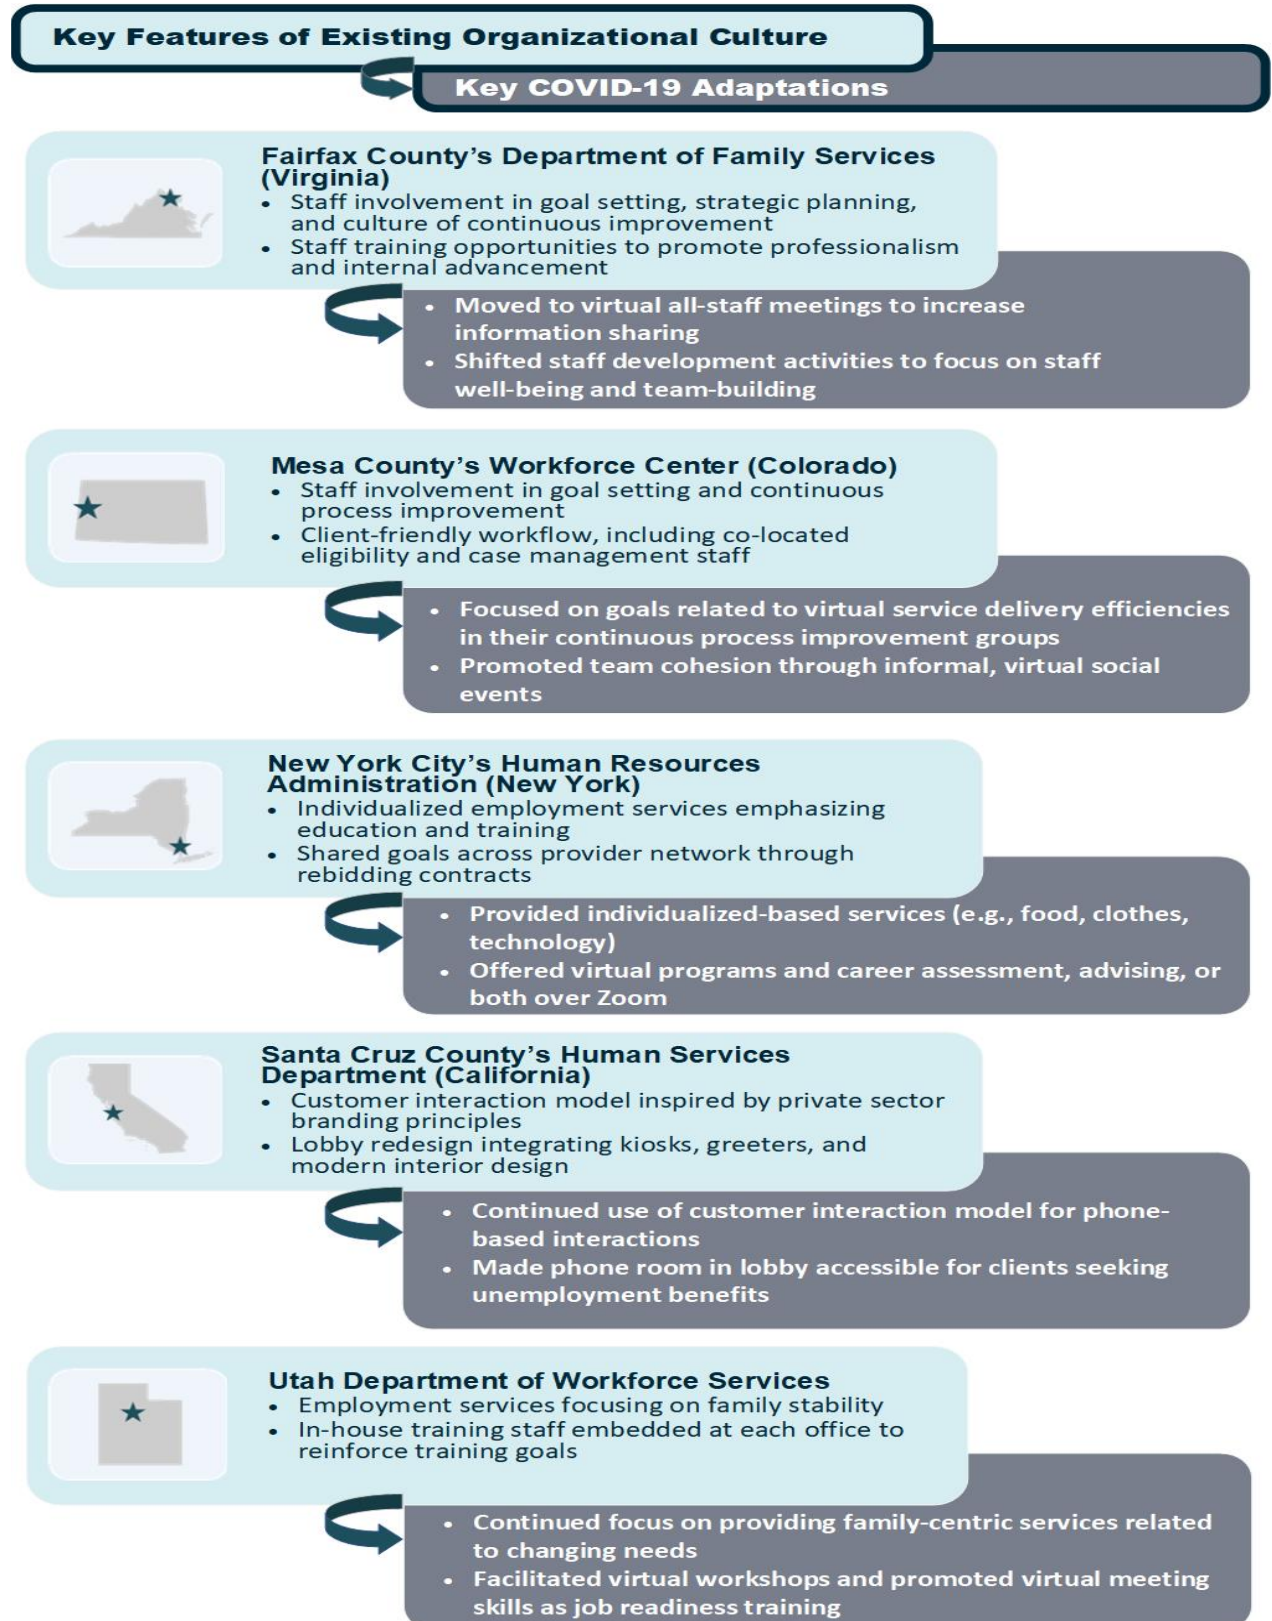 Key Features of Existing Organizational Culture
Key COVID-19 Adaptations
Fairfax County’s Department of Family Services
(Virginia)
• Staff involvement in goal setting, strategic planning,
and culture of continuous improvement
• Staff training opportunities to promote professionalism
and internal advancement
• Moved to virtual all-staff meetings to increase
information sharing
• Shifted staff development activities to focus on staff
well-being and team-building
Mesa County’s Workforce Center (Colorado)
• Staff involvement in goal setting and continuous
process improvement
• Client-friendly workflow, including co-located
eligibility and case management staff
• Focused on goals related to virtual service delivery efficiencies
in their continuous process improvement groups
• Promoted team cohesion through informal, virtual social
events
New York City’s Human Resources
Administration (New York)
• Individualized employment services emphasizing
education and training
• Shared goals across provider network through
rebidding contracts
• Provided individualized-based services (e.g., food, clothes,
technology)
• Offered virtual programs and career assessment, advising, or
both over Zoom
Santa Cruz County’s Human Services
Department (California)
• Customer interaction model inspired by private sector
branding principles
• Lobby redesign integrating kiosks, greeters, and
modern interior design
• Continued use of customer interaction model for phone-
based interactions
• Made phone room in lobby accessible for clients seeking
unemployment benefits
Utah Department of Workforce Services
• Employment services focusing on family stability
• In-house training staff embedded at each office to
reinforce training goals
• Continued focus on providing family-centric services related
to changing needs
• Facilitated virtual workshops and promoted virtual meeting
skills as job readiness training